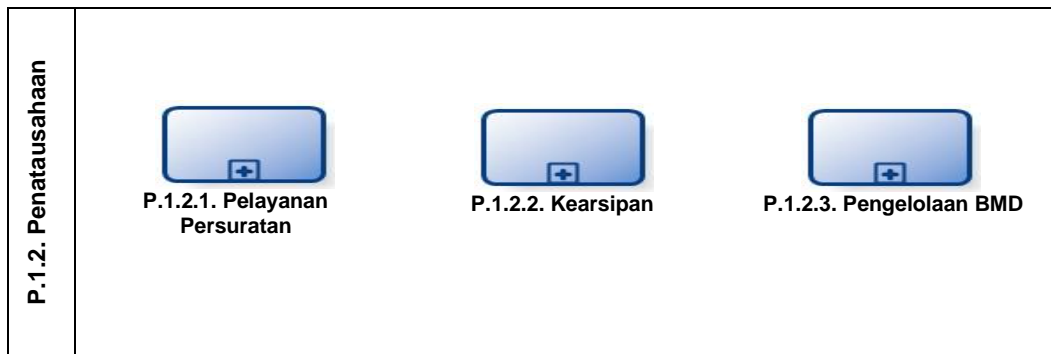 P.1.2. Penatausahaan
P.1.2.1. Pelayanan
Persuratan
P.1.2.2. Kearsipan
P.1.2.3. Pengelolaan BMD